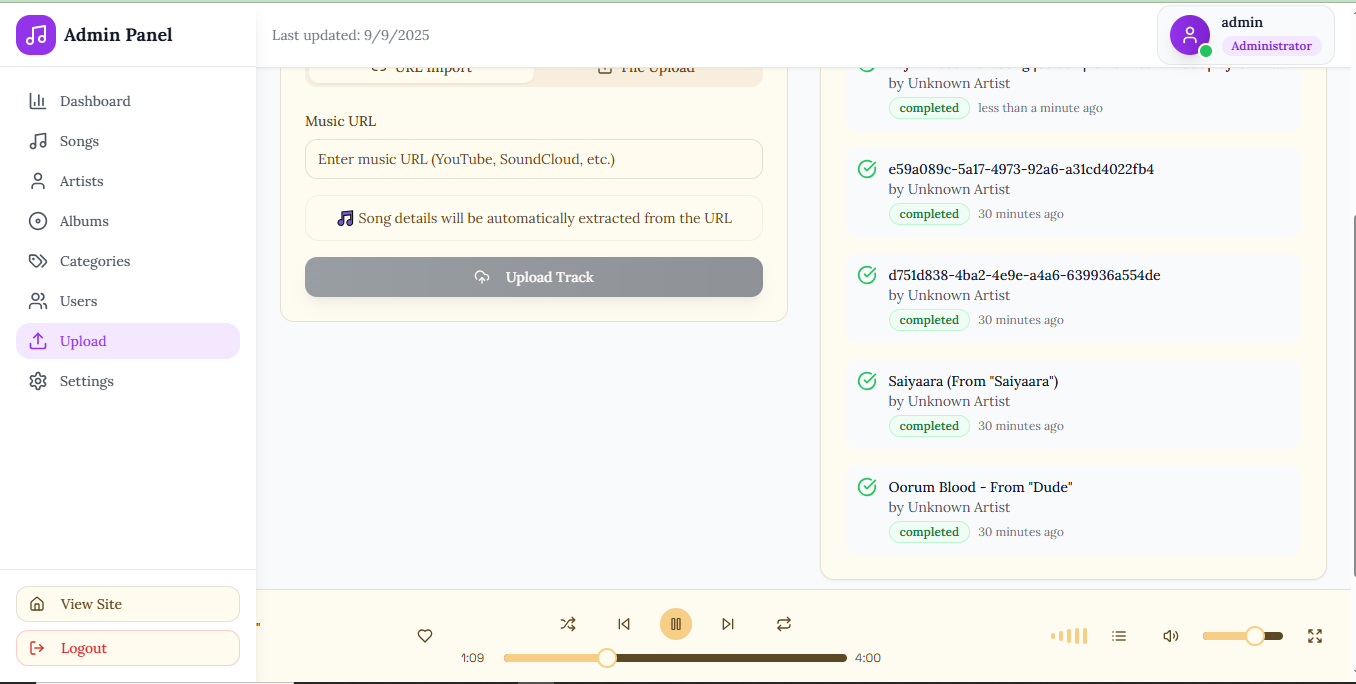 Admin Panel
Last updated: 9/9/2025
admin
Administrator
Dashboard
Songs
Artists
Albums
Categories
Users
Upload
Settings
View Site
Logout
URL Import
File Upload
Music URL
Enter music URL (YouTube, SoundCloud, etc.)
Song details will be automatically extracted from the URL
Upload Track
by Unknown Artist
completed less than a minute ago
e59a089c-5a17-4973-92a6-a31cd4022fb4
by Unknown Artist
completed 30 minutes ago
d751d838-4ba2-4e9e-a4a6-639936a554de
by Unknown Artist
completed 30 minutes ago
Saiyaara (From "Saiyaara")
by Unknown Artist
completed 30 minutes ago
Oorum Blood - From "Dude"
by Unknown Artist
completed 30 minutes ago
"
1:09
4:00